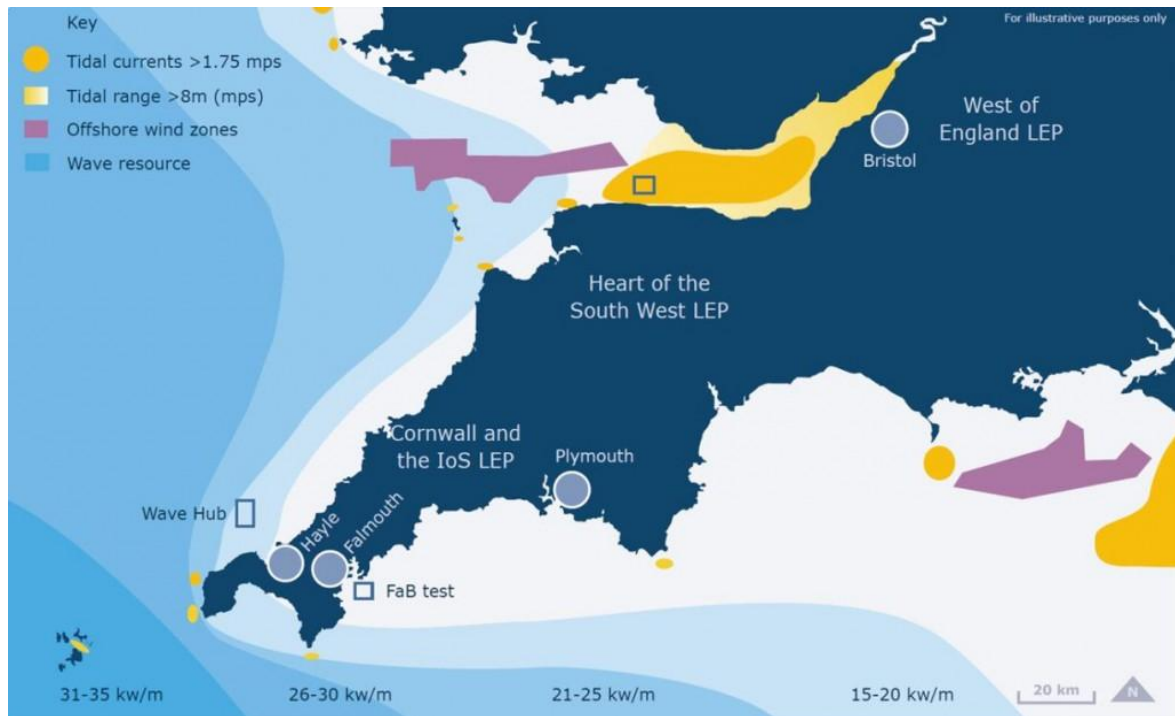 Key
For illustrative purposes only
Tidal currents >1.75 mps
Tidal range >8m (mps)
Offshore wind zones
Wave resource
West of
England LEP
Bristol
Heart of the
South West LEP
Cornwall and
the IoS LEP
Plymouth
Wave Hub
Hayle
Falmouth
FaB test
31-35 kw/m
26-30 kw/m
21-25 kw/m
15-20 kw/m
20 km
N